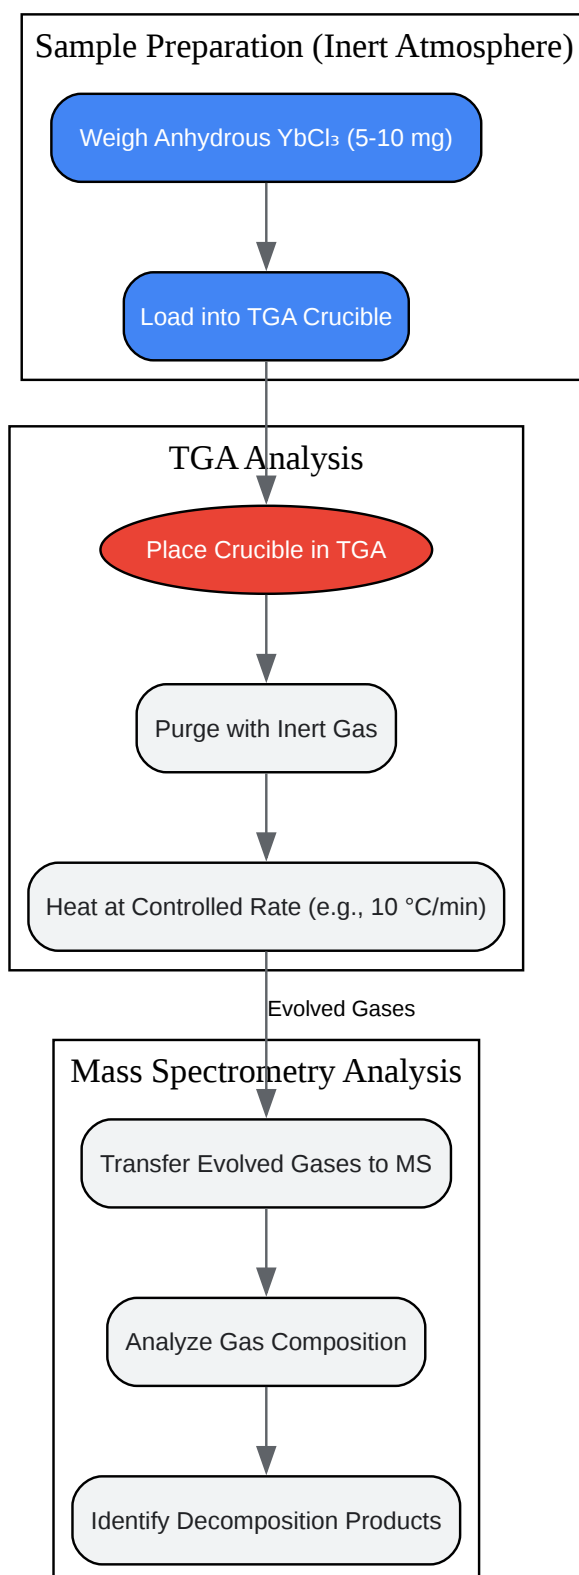 Sample Preparation (Inert Atmosphere)
Weigh Anhydrous YbCl₃ (5-10 mg)
Load into TGA Crucible
TGA Analysis
Place Crucible in TGA
Purge with Inert Gas
Heat at Controlled Rate (e.g., 10 °C/min)
Evolved Gases
Mass Spectrometry Analysis
Transfer Evolved Gases to MS
Analyze Gas Composition
Identify Decomposition Products